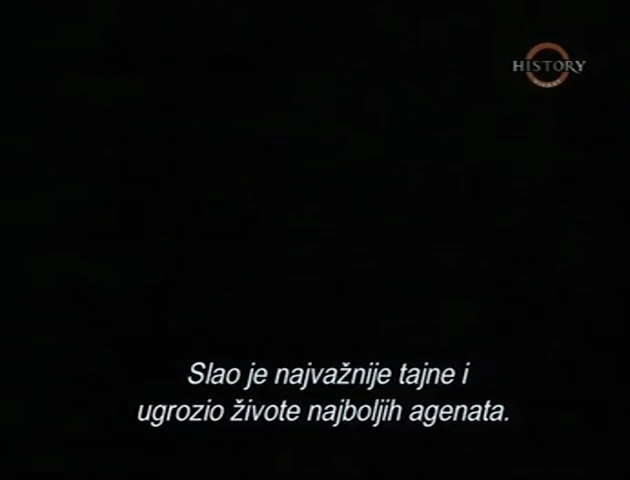 HISTORY
Slao je najvažnije tajne i
ugrozio živote najboljih agenata.